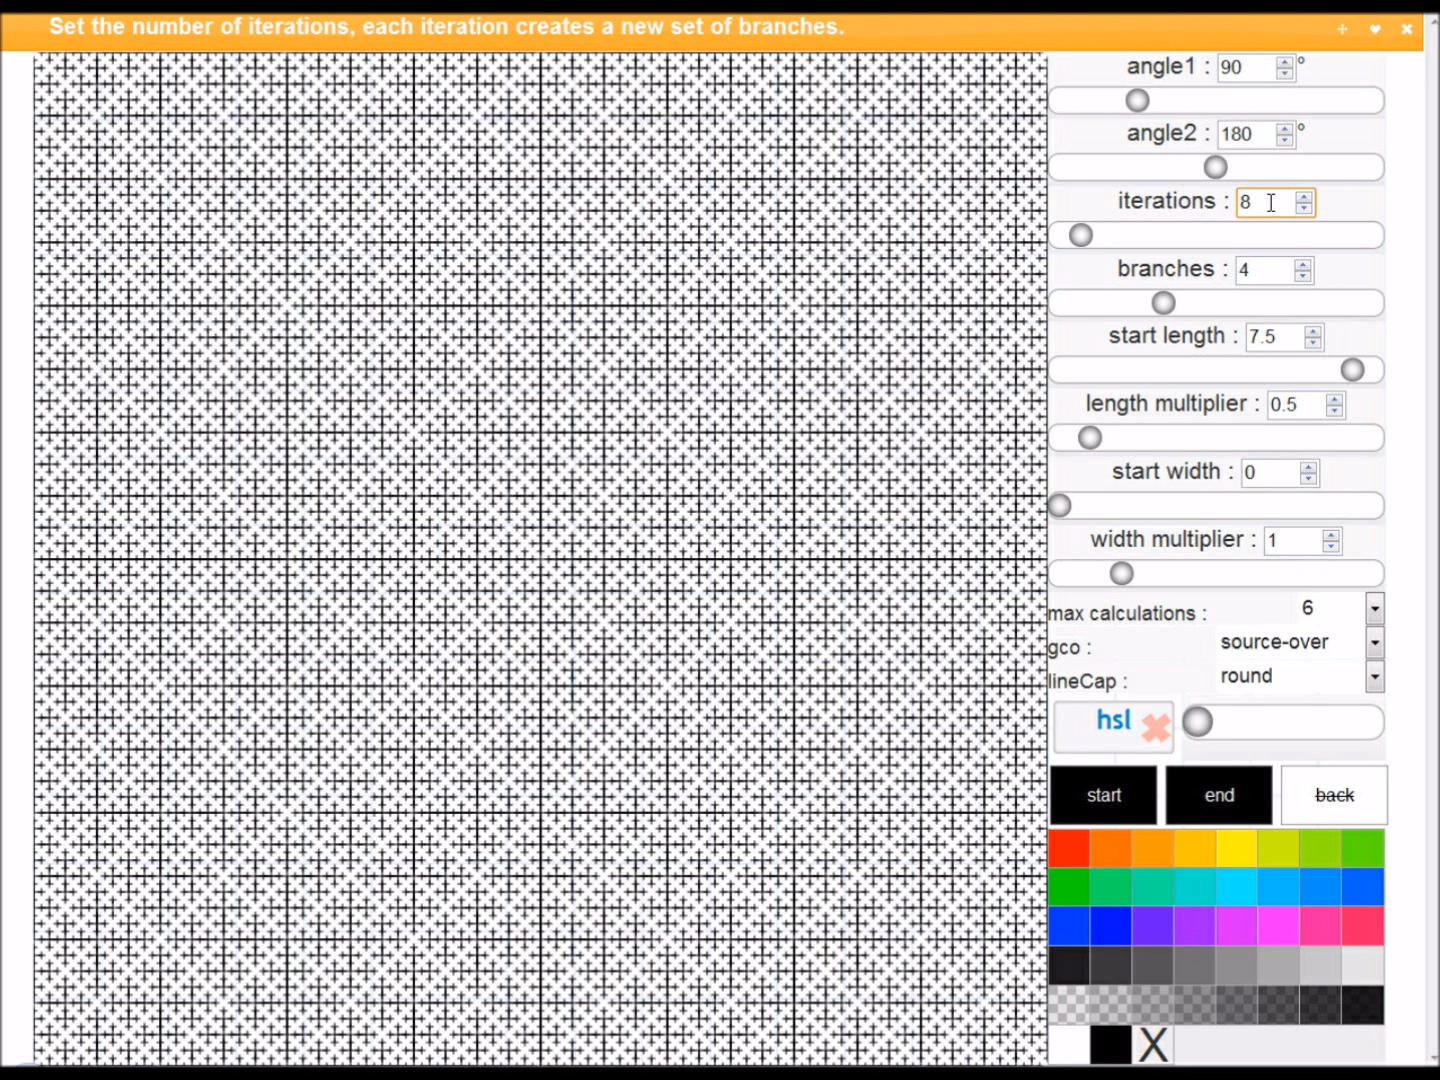 Set the number of iterations, each iteration creates a new set of branches.
angle1 : 90 °
angle2 : 180 °
iterations : 8
branches : 4
start length : 7.5
length multiplier : 0.5
start width : 0
width multiplier : 1
max calculations : 6
gco : source-over
lineCap : round
hsl
start end back
X